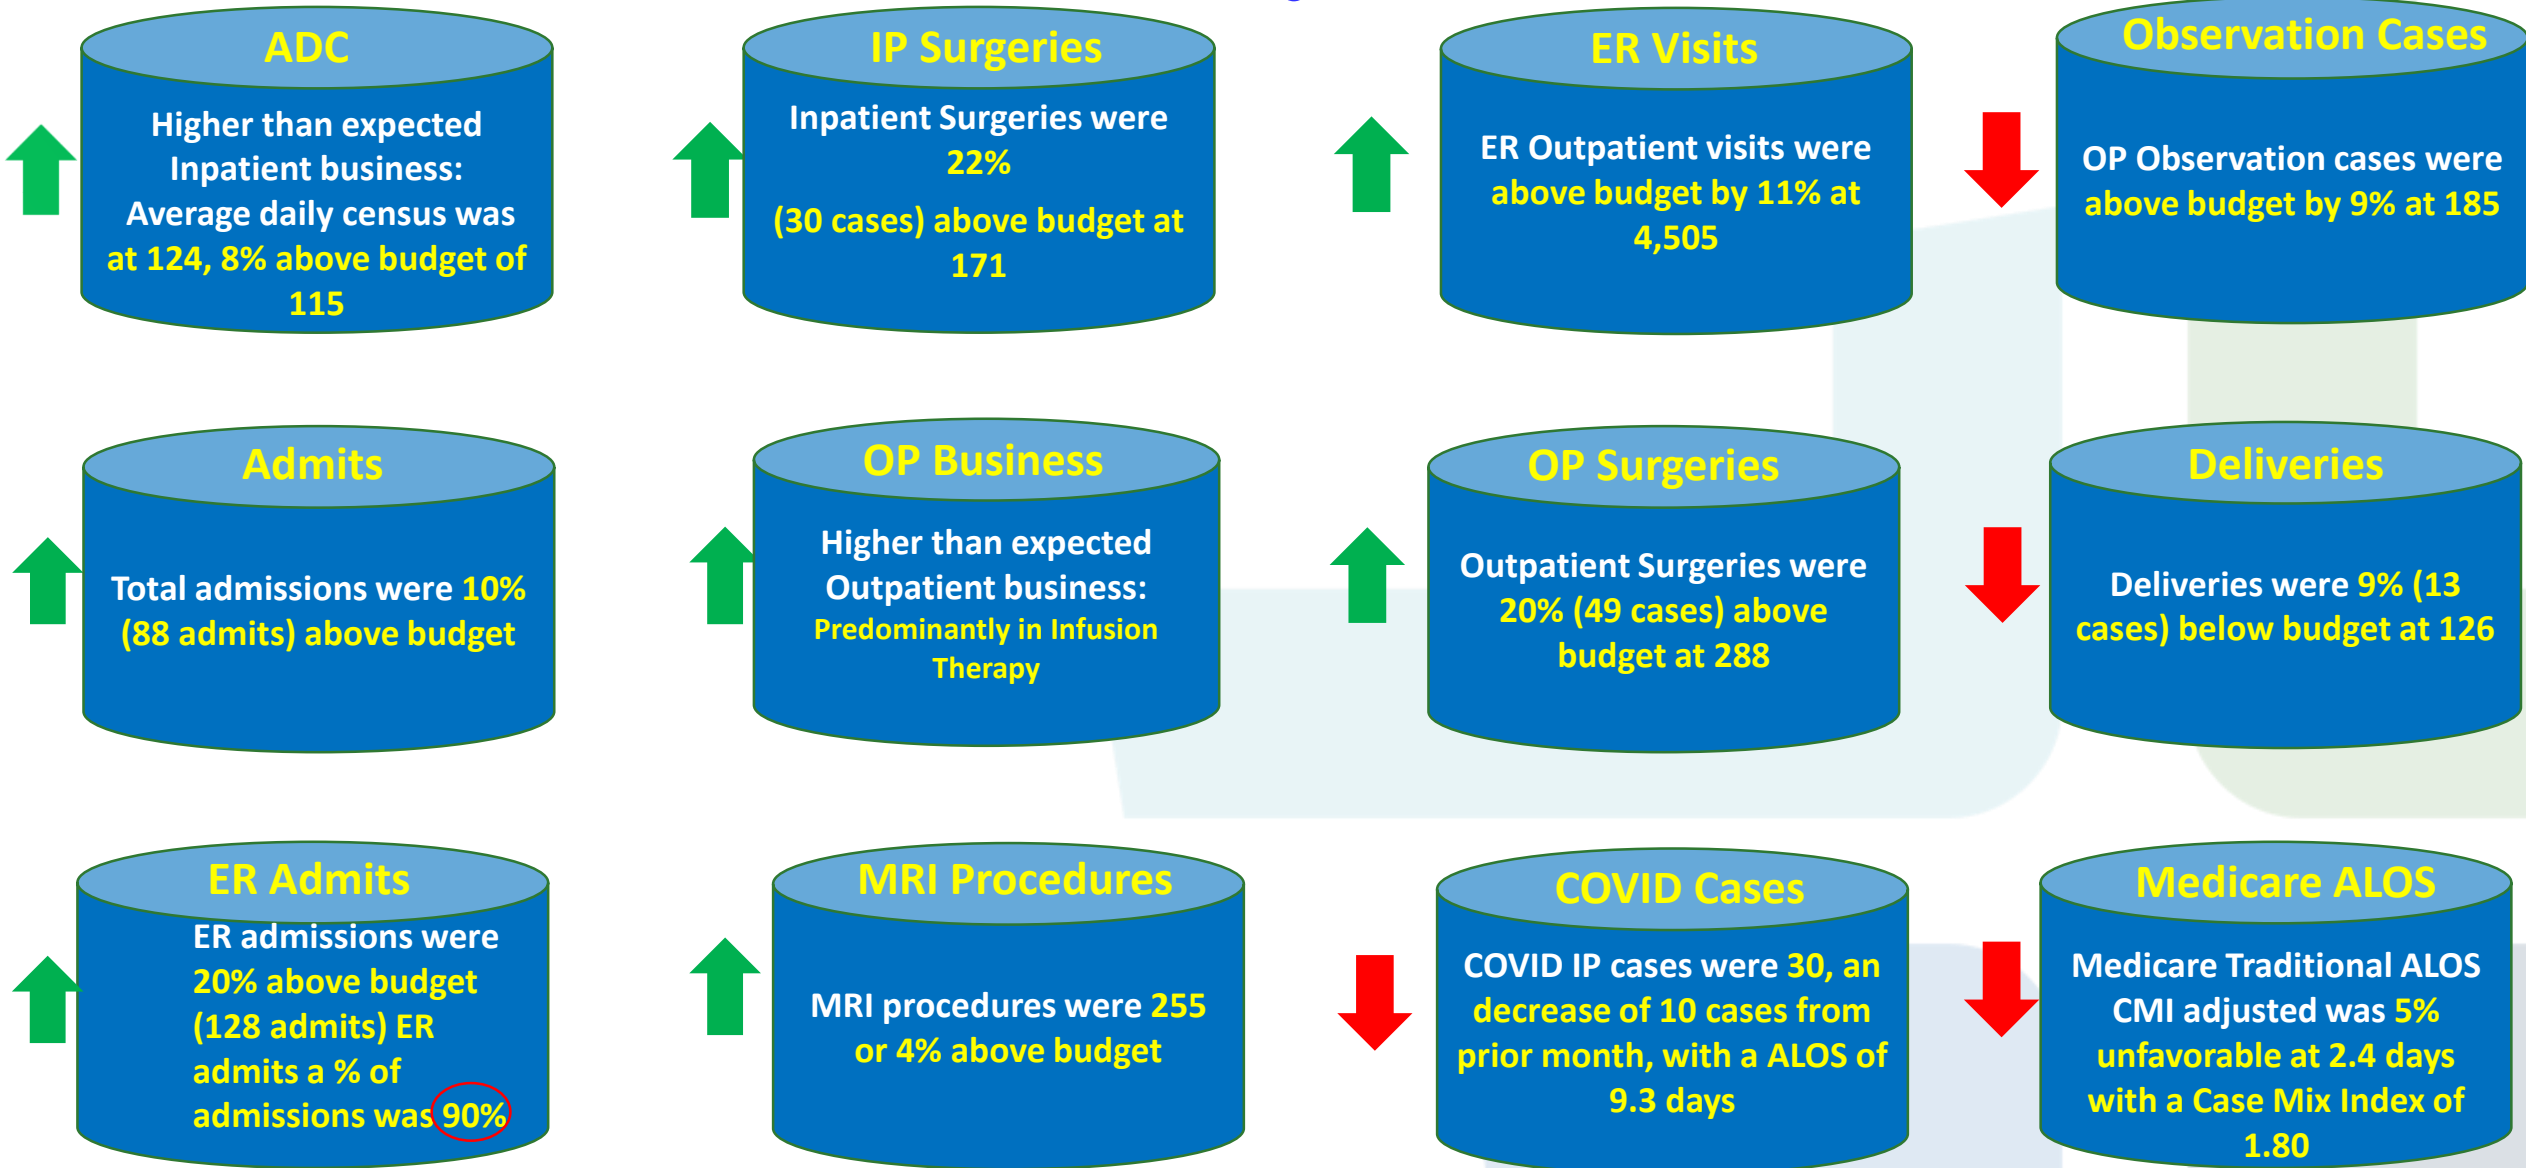 ADC
Higher than expected
Inpatient business:
Average daily census was
at 124, 8% above budget of
115
IP Surgeries
Inpatient Surgeries were
22%
(30 cases) above budget at
171
ER Visits
ER Outpatient visits were
above budget by 11% at
4,505
Observation Cases
OP Observation cases were
above budget by 9% at 185
Admits
Total admissions were 10%
(88 admits) above budget
OP Business
Higher than expected
Outpatient business:
Predominantly in Infusion
Therapy
OP Surgeries
Outpatient Surgeries were
20% (49 cases) above
budget at 288
Deliveries
Deliveries were 9% (13
cases) below budget at 126
ER Admits
ER admissions were
20% above budget
(128 admits) ER
admits a % of
admissions was 90%
MRI Procedures
MRI procedures were 255
or 4% above budget
COVID Cases
COVID IP cases were 30, an
decrease of 10 cases from
prior month, with a ALOS of
9.3 days
Medicare ALOS
Medicare Traditional ALOS
CMI adjusted was 5%
unfavorable at 2.4 days
with a Case Mix Index of
1.80